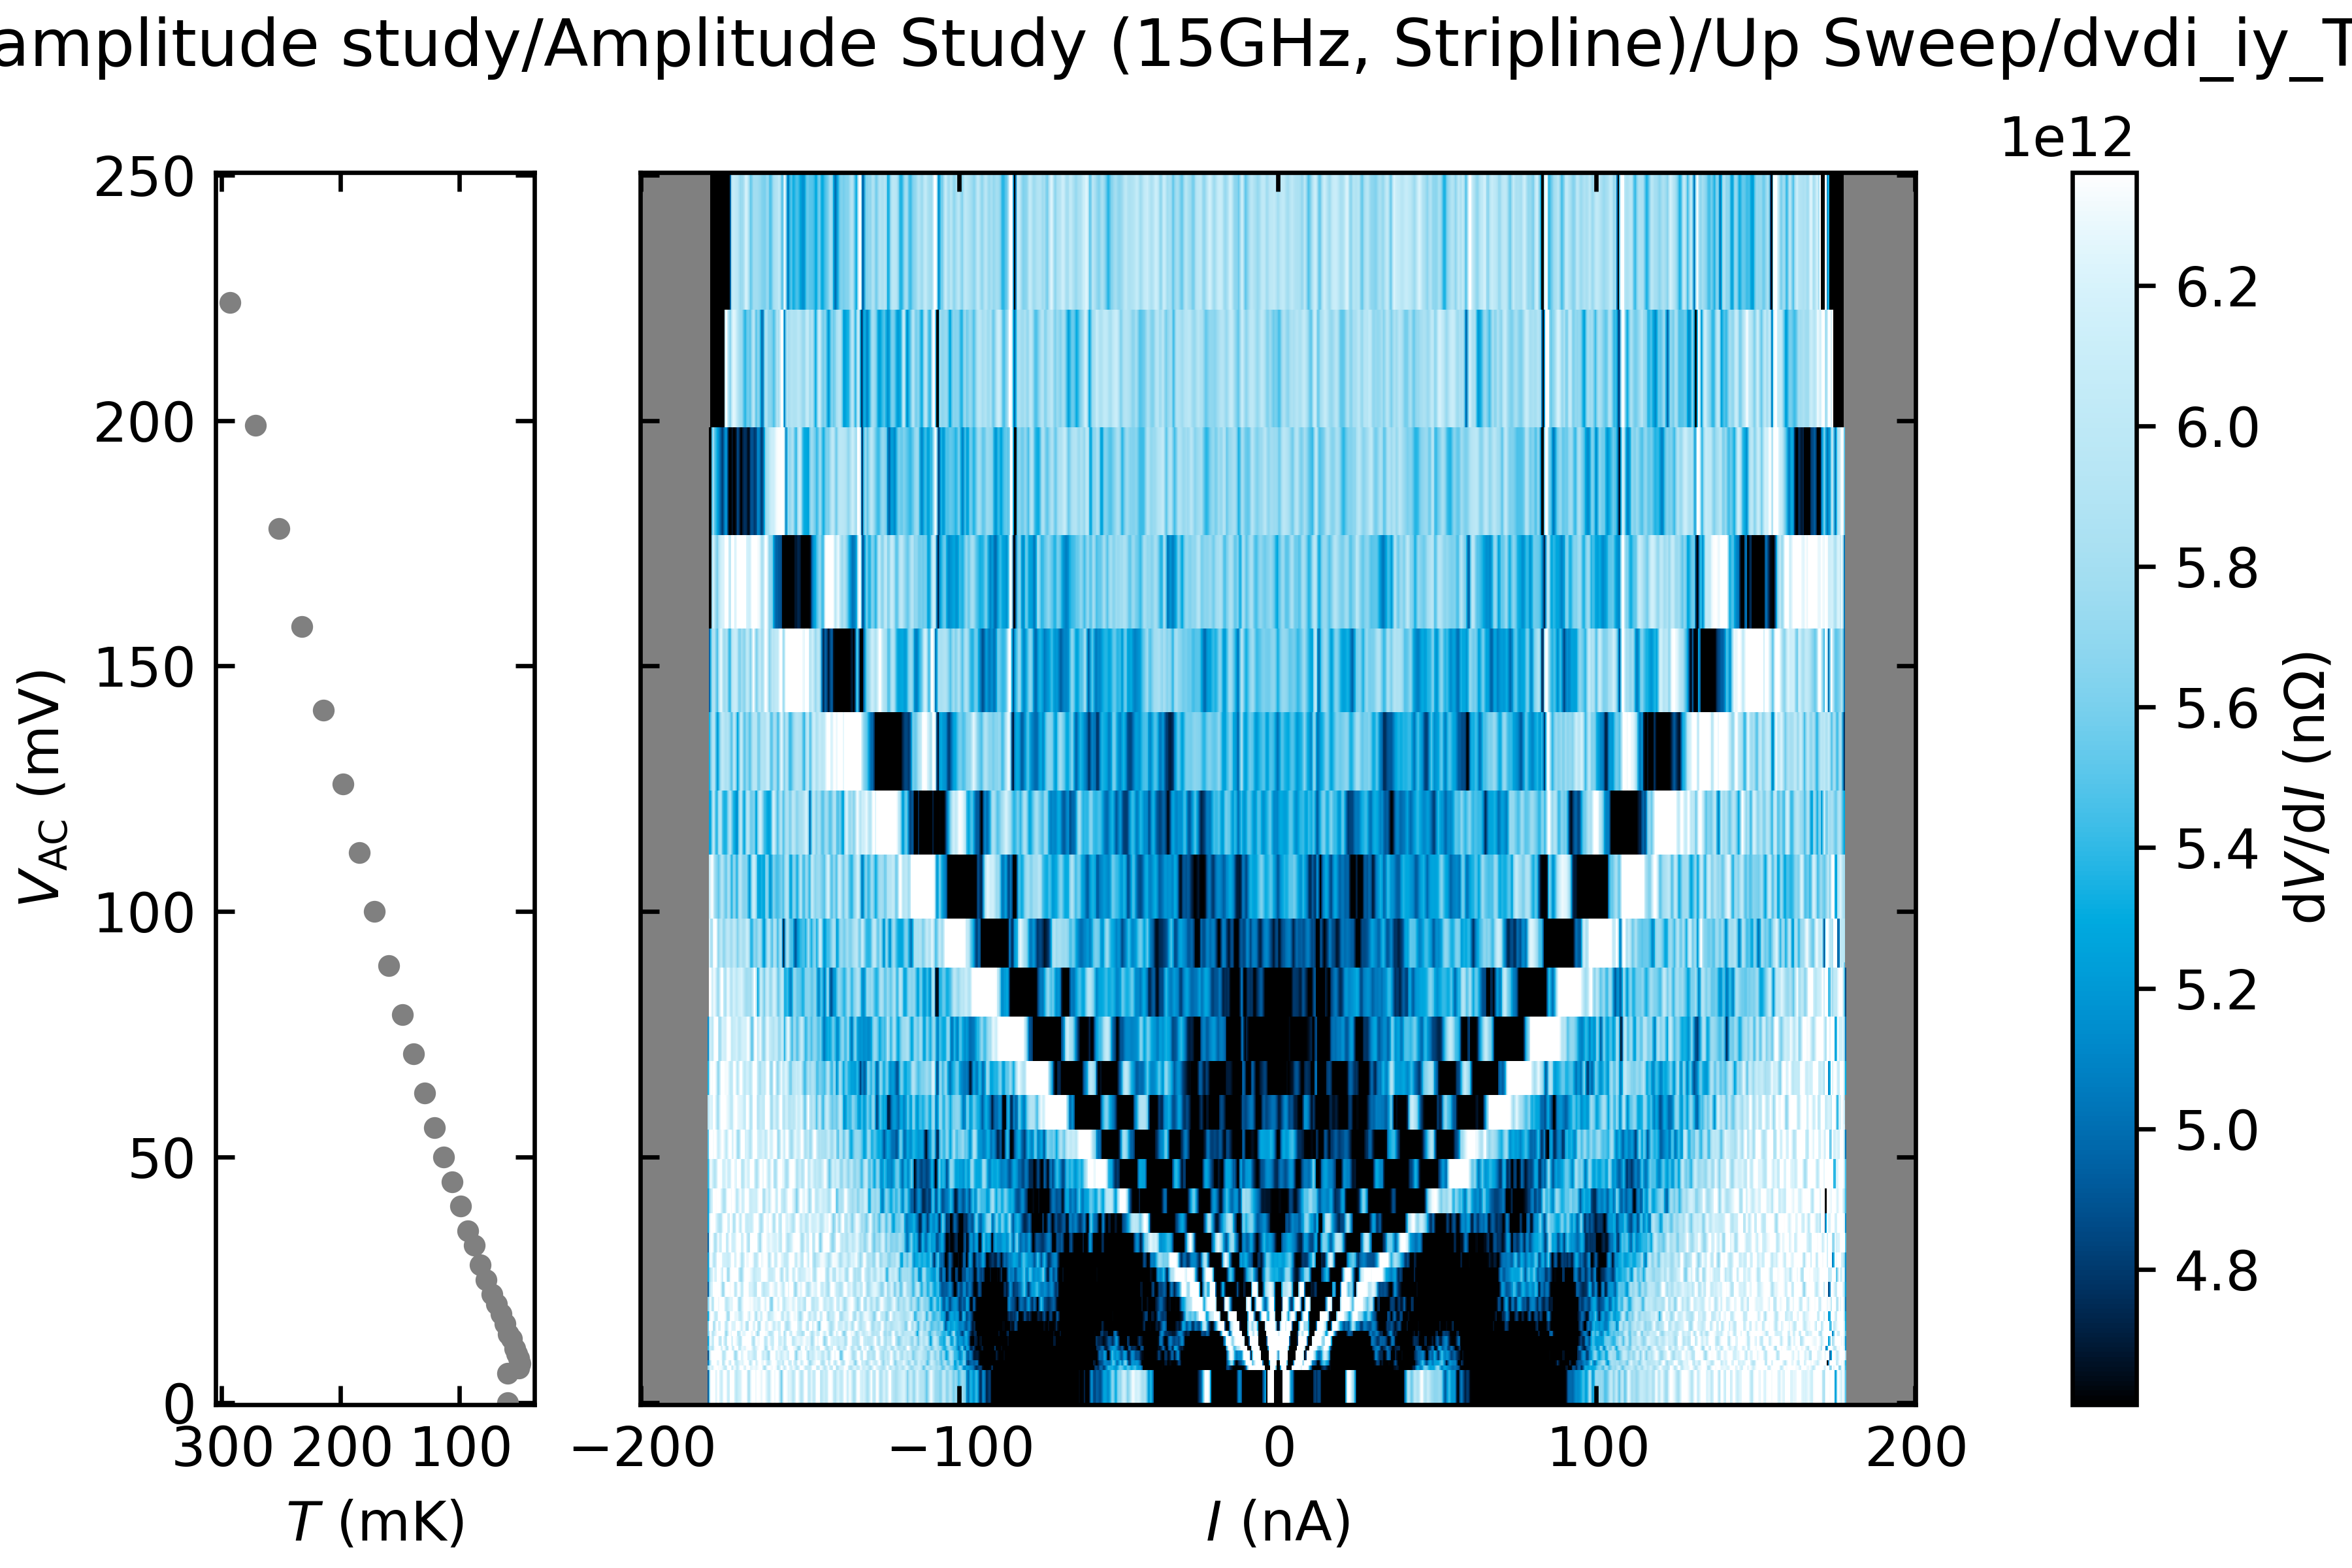 amplitude study/Amplitude Study (15GHz, Stripline)/Up Sweep/dvdi_iy_T
1e12
250
200
150
100
50
0
V_AC (mV)
300 200 100
T (mK)
−200 −100 0 100 200
I (nA)
6.2
6.0
5.8
5.6
5.4
5.2
5.0
4.8
dV/dI (nΩ)